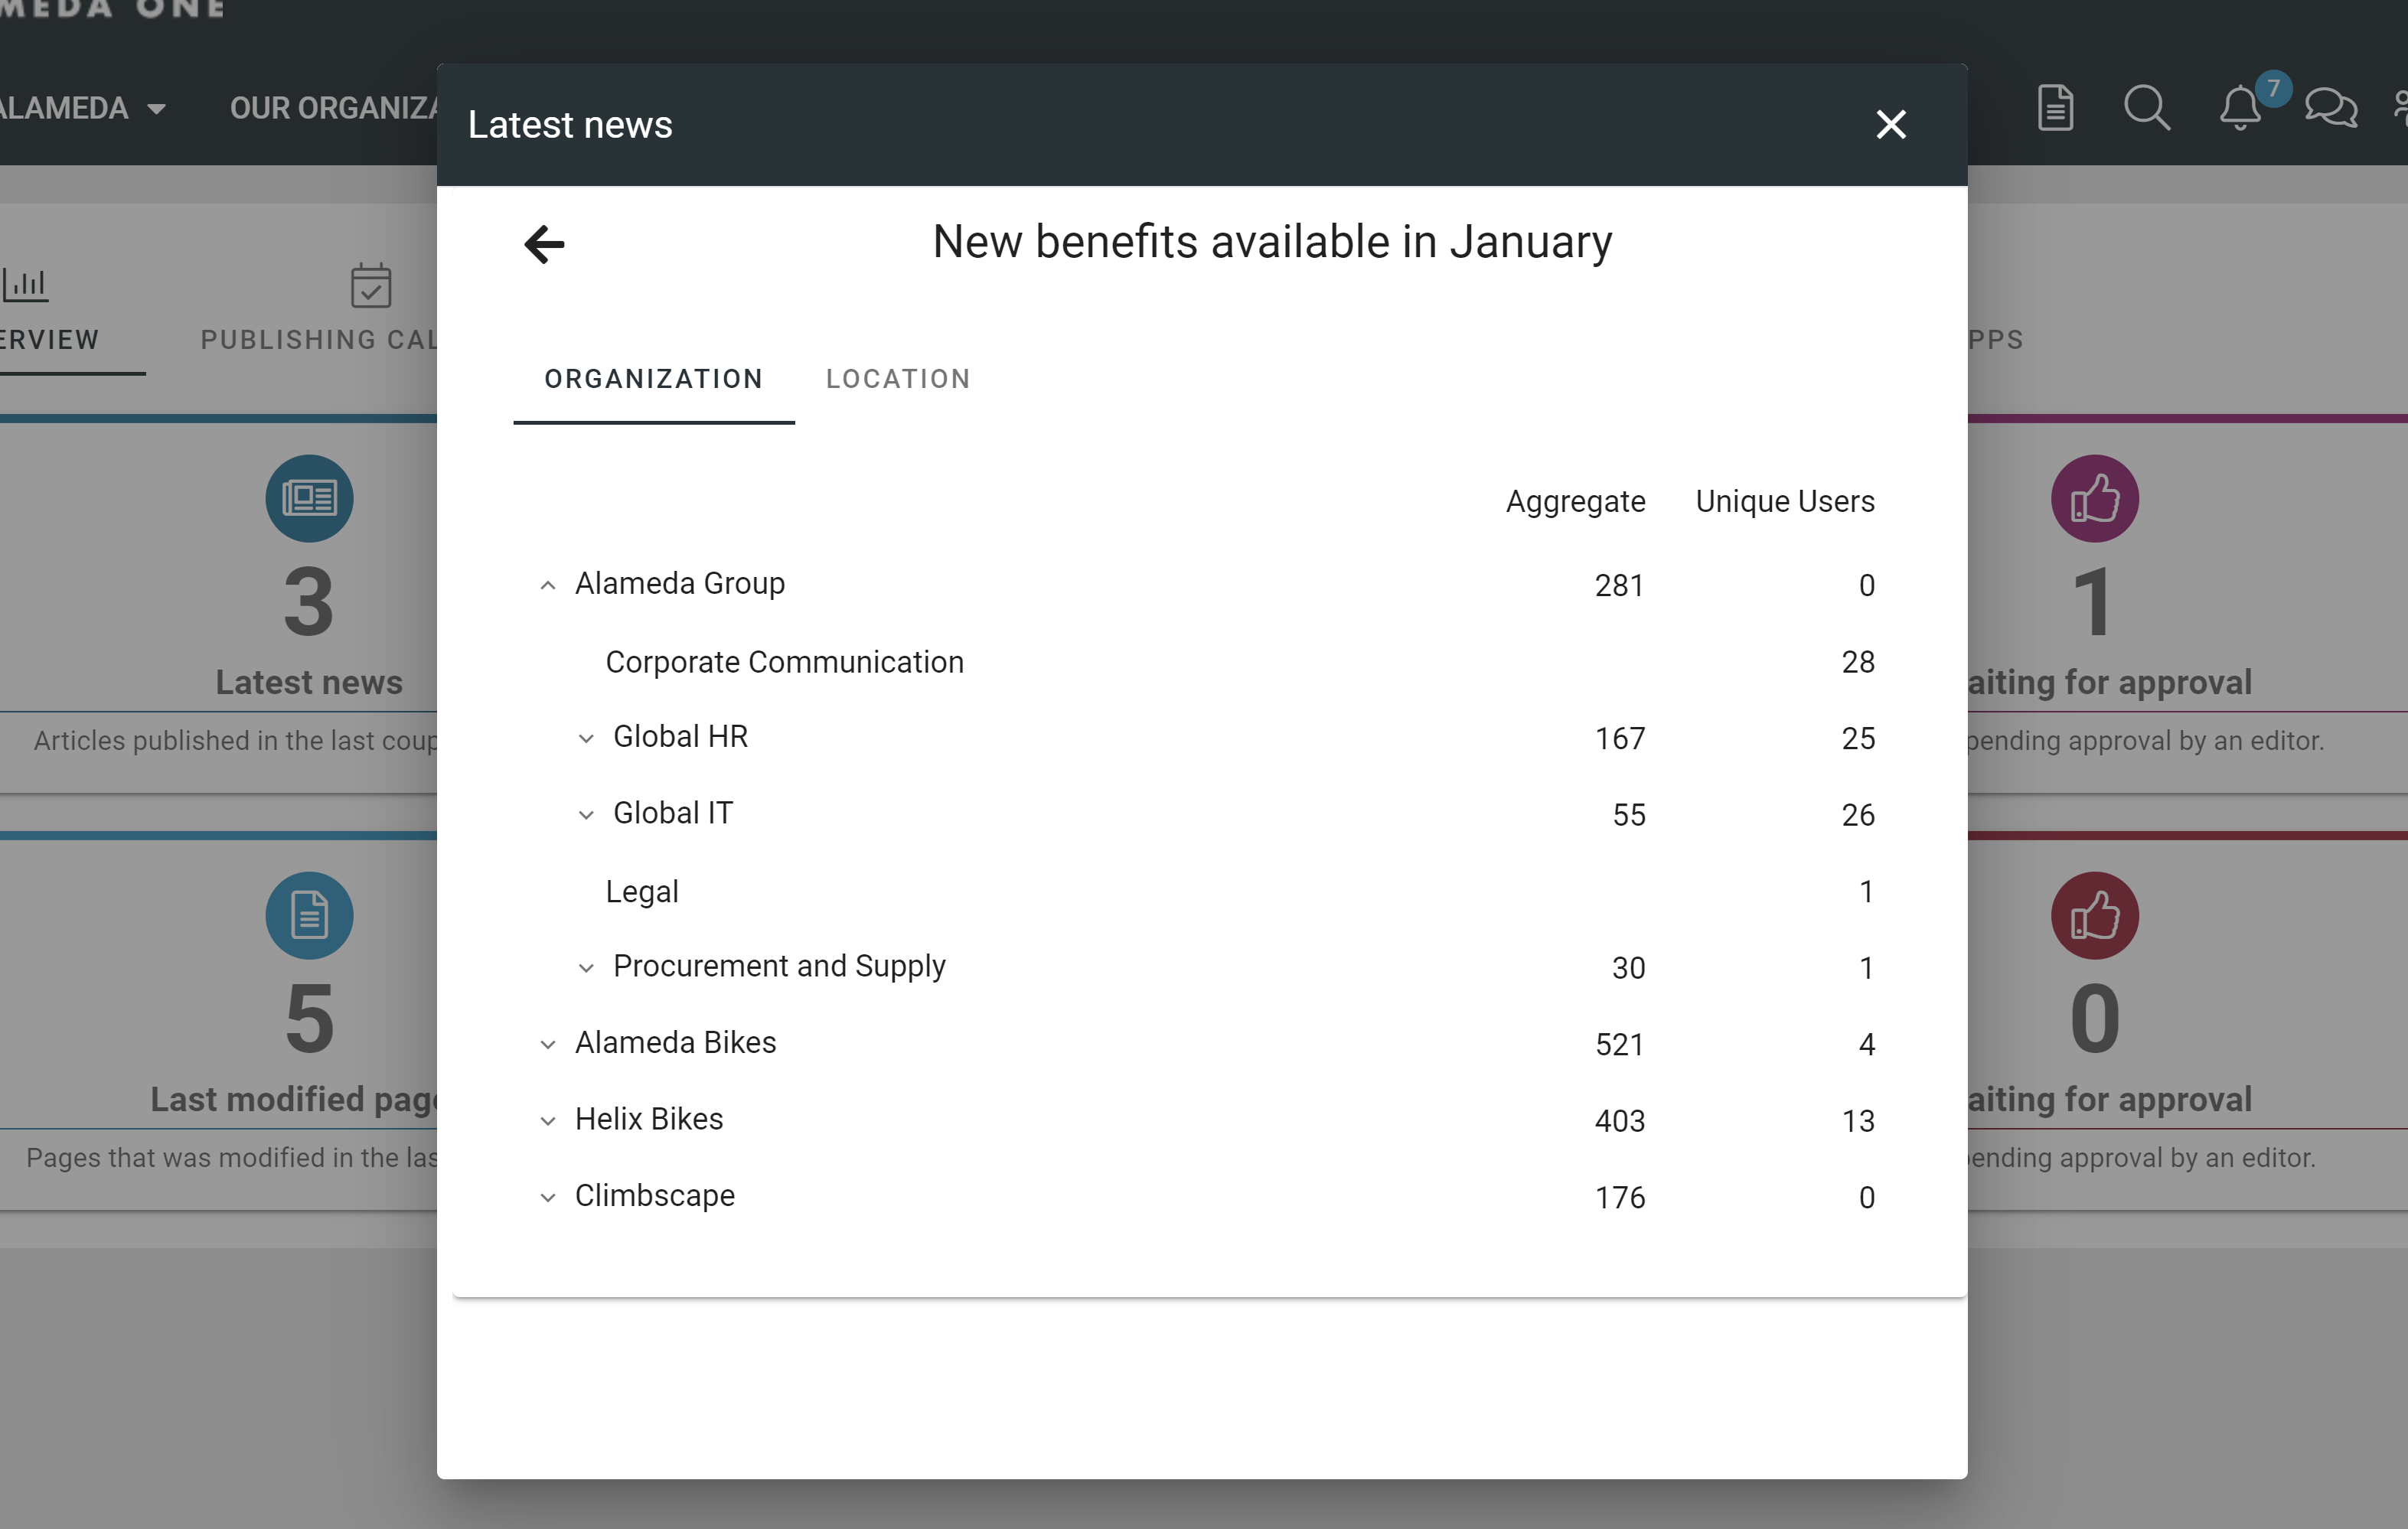 MEDA ONE
ALAMEDA
OUR ORGANIZA
7
Latest news
New benefits available in January
ERVIEW
PUBLISHING CAL
PPS
ORGANIZATION LOCATION
Aggregate Unique Users
Alameda Group 281 0
Corporate Communication 28
Global HR 167 25
Global IT 55 26
Legal 1
Procurement and Supply 30 1
Alameda Bikes 521 4
Helix Bikes 403 13
Climbscape 176 0
3
Latest news
Articles published in the last coup
1
aiting for approval
pending approval by an editor.
5
Last modified page
Pages that was modified in the las
0
aiting for approval
pending approval by an editor.